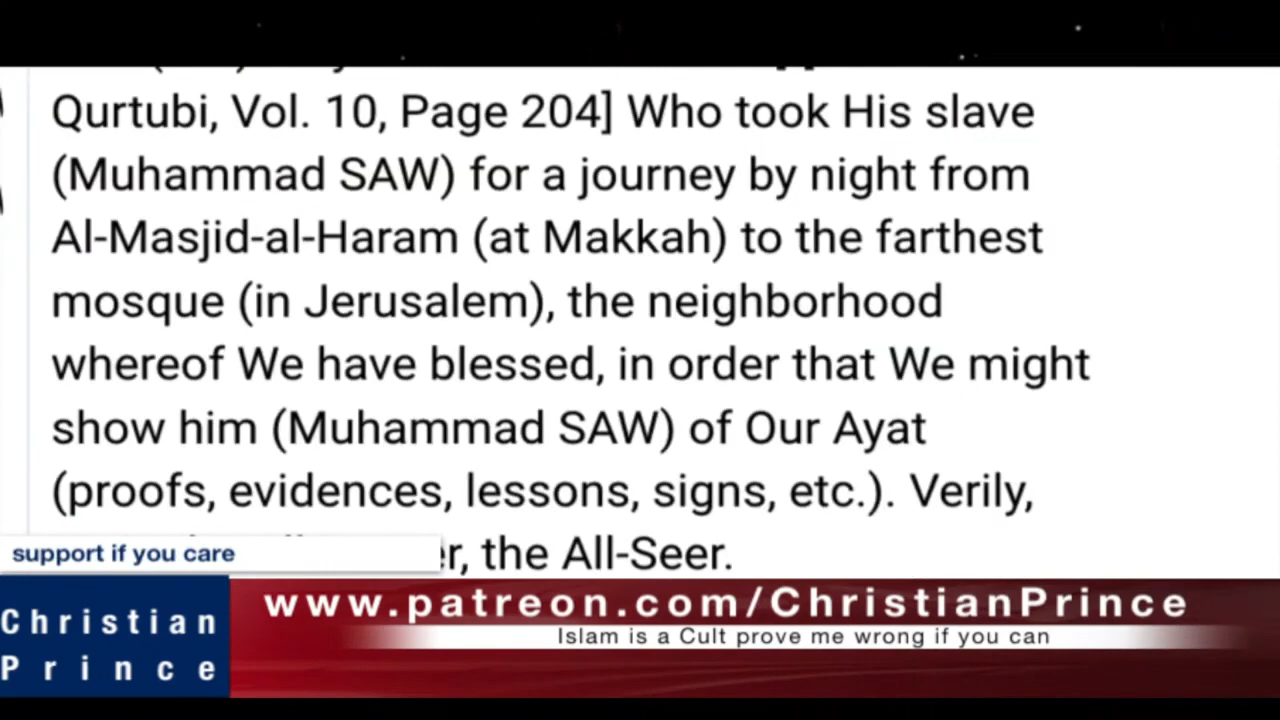 Qurtubi, Vol. 10, Page 204] Who took His slave
(Muhammad SAW) for a journey by night from
Al-Masjid-al-Haram (at Makkah) to the farthest
mosque (in Jerusalem), the neighborhood
whereof We have blessed, in order that We might
show him (Muhammad SAW) of Our Ayat
(proofs, evidences, lessons, signs, etc.). Verily,
the All-Seer.
support if you care
Christian
Prince
www.patreon.com/ChristianPrince
Islam is a Cult prove me wrong if you can